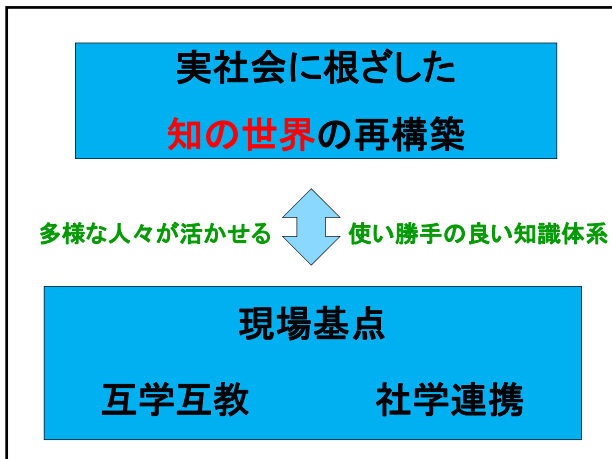 実社会に根ざした
知の世界の再構築
多様な人々が活かせる 使い勝手の良い知識体系
現場基点
互学互教 社学連携